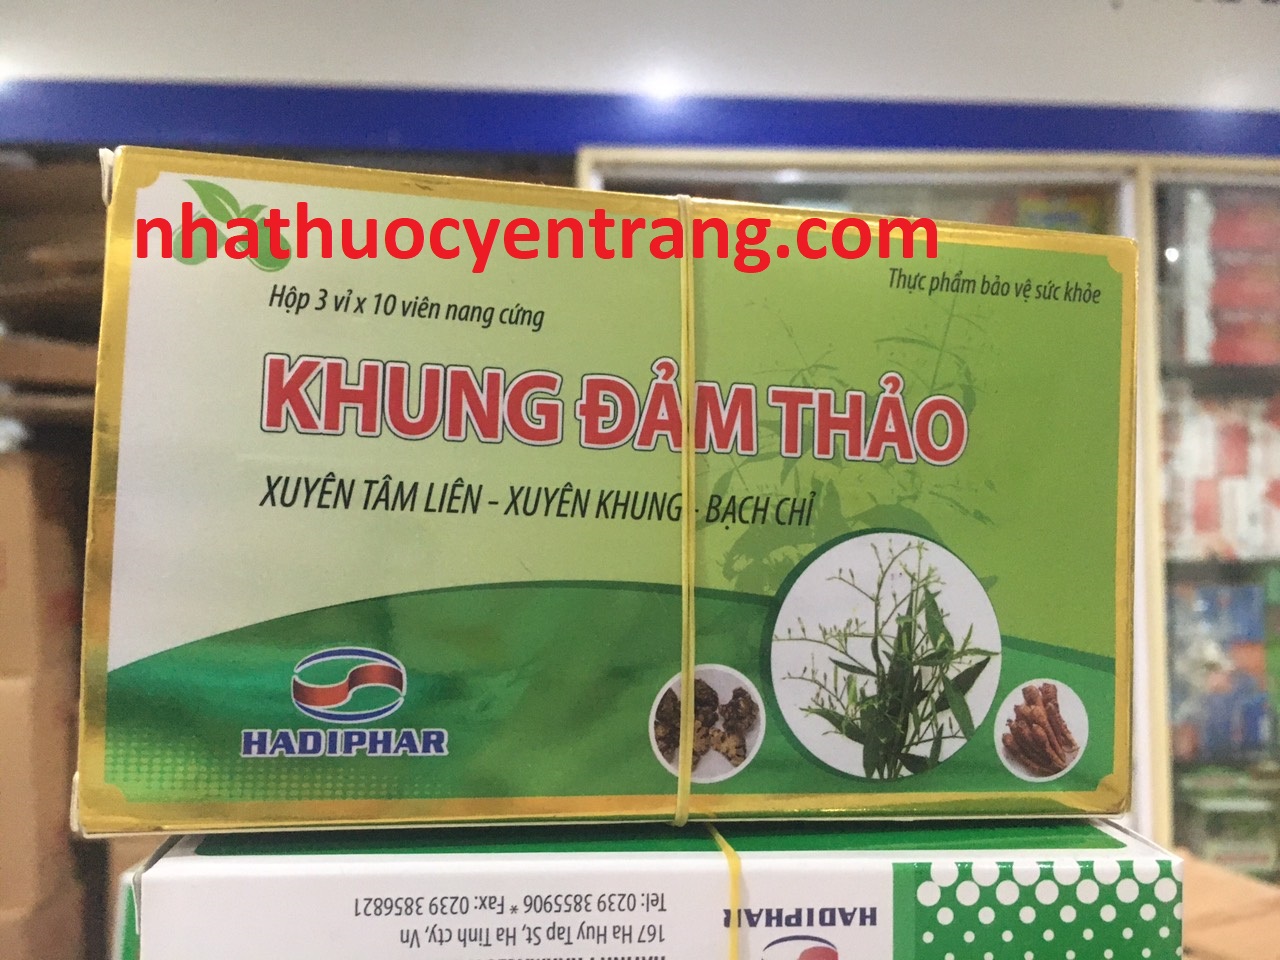 nhathuocyentrang.com
Thực phẩm bảo vệ sức khỏe
Hộp 3 vỉ x 10 viên nang cứng
KHUNG ĐẢM THẢO
XUYÊN TÂM LIÊN - XUYÊN KHUNG - BẠCH CHỈ
HADIPHAR
HADIPHAR
167 Ha Huy Tap St, Ha Tinh cty, Vn
Tel: 0239 3855906 * Fax: 0239 3856821